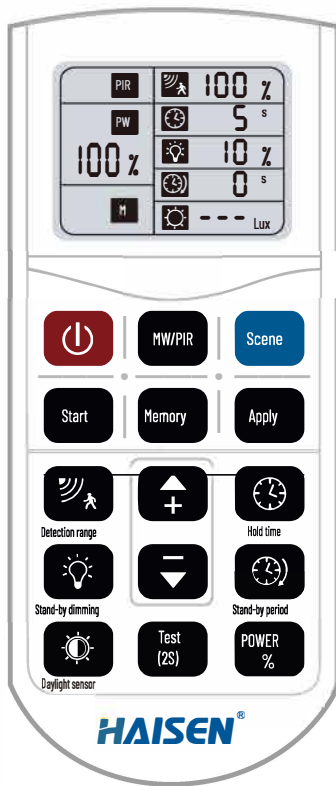 PIR
100 %
PW
5 s
100 %
10 %
0 s
M
--- Lux
MW/PIR
Scene
Start
Memory
Apply
+
Detection range
Hold time
Stand-by dimming
−
Stand-by period
Daylight sensor
Test
(2S)
POWER
%
HAISEN®